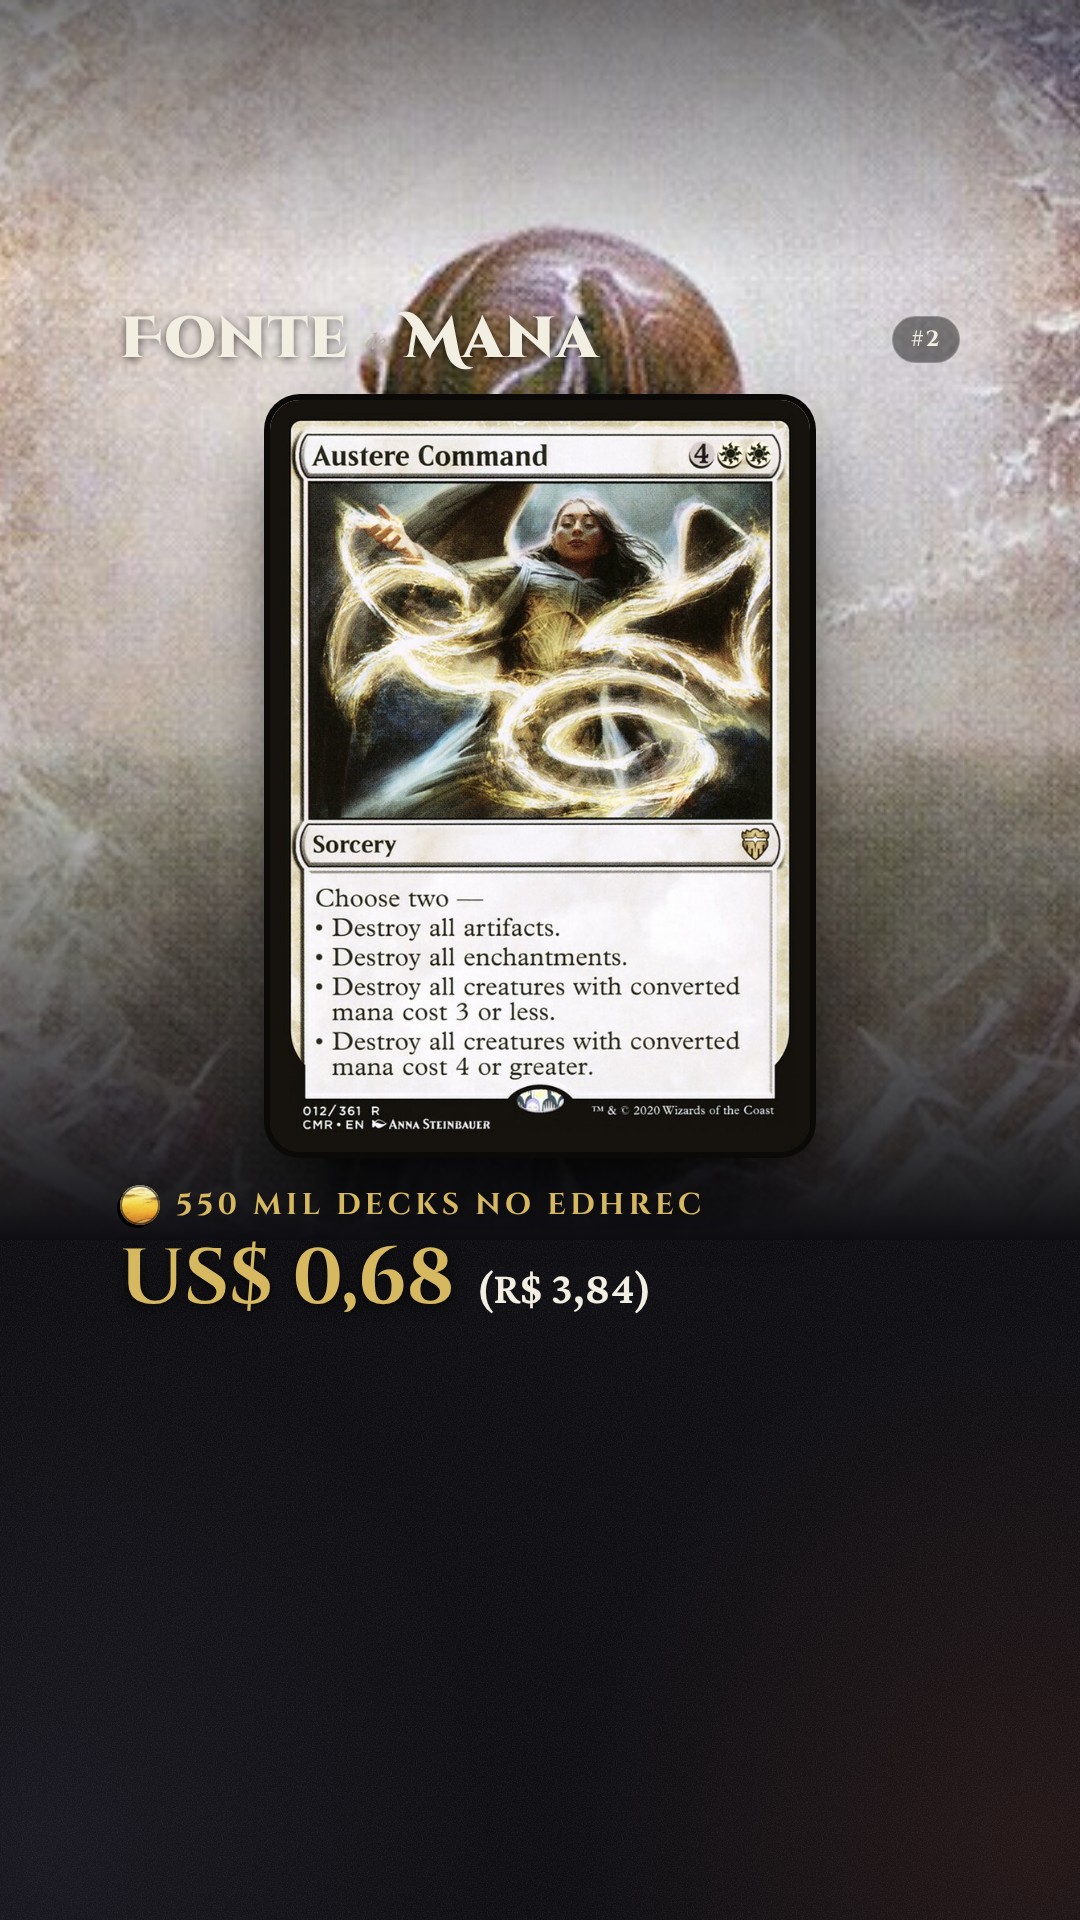 FONTE MANA
#2
Austere Command 4
Sorcery
Choose two —
• Destroy all artifacts.
• Destroy all enchantments.
• Destroy all creatures with converted
mana cost 3 or less.
• Destroy all creatures with converted
mana cost 4 or greater.
012/361 R
CMR • EN ANNA STEINBAUER
™ & © 2020 Wizards of the Coast
550 MIL DECKS NO EDHREC
US$ 0,68 (R$ 3,84)